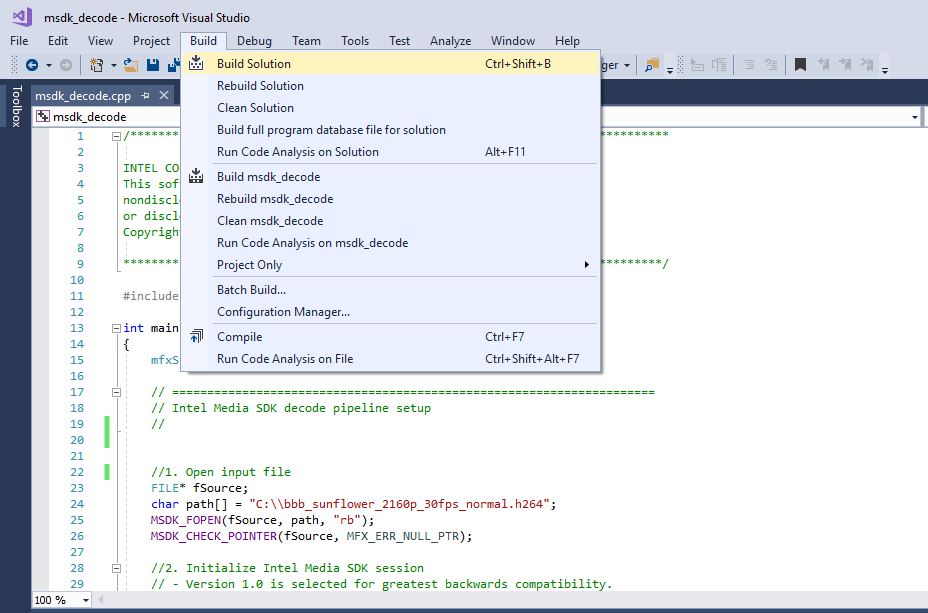 msdk_decode - Microsoft Visual Studio
File Edit View Project Build Debug Team Tools Test Analyze Window Help
Build Solution Ctrl+Shift+B
Rebuild Solution
Clean Solution
Build full program database file for solution
Run Code Analysis on Solution Alt+F11
Build msdk_decode
Rebuild msdk_decode
Clean msdk_decode
Run Code Analysis on msdk_decode
Project Only
Batch Build...
Configuration Manager...
Compile Ctrl+F7
Run Code Analysis on File Ctrl+Shift+Alt+F7
ger
Toolbox
msdk_decode.cpp
msdk_decode
1 /******** **********
2
3 INTEL CO
4 This sof
5 nondiscl
6 or discl
7 Copyrigh
8
9 ******** *********/
10
11 #include
12
13 int main
14 {
15 mfxS
16
17 // ======================================================================
18 // Intel Media SDK decode pipeline setup
19 //
20
21
22 //1. Open input file
23 FILE* fSource;
24 char path[] = "C:\\bbb_sunflower_2160p_30fps_normal.h264";
25 MSDK_FOPEN(fSource, path, "rb");
26 MSDK_CHECK_POINTER(fSource, MFX_ERR_NULL_PTR);
27
28 //2. Initialize Intel Media SDK session
29 // - Version 1.0 is selected for greatest backwards compatibility.
100 %